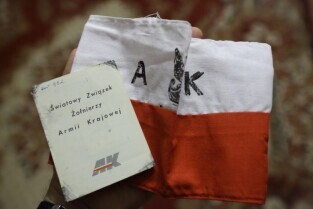 A K
Światowy Związek
Żołnierzy
Armii Krajowej
AK